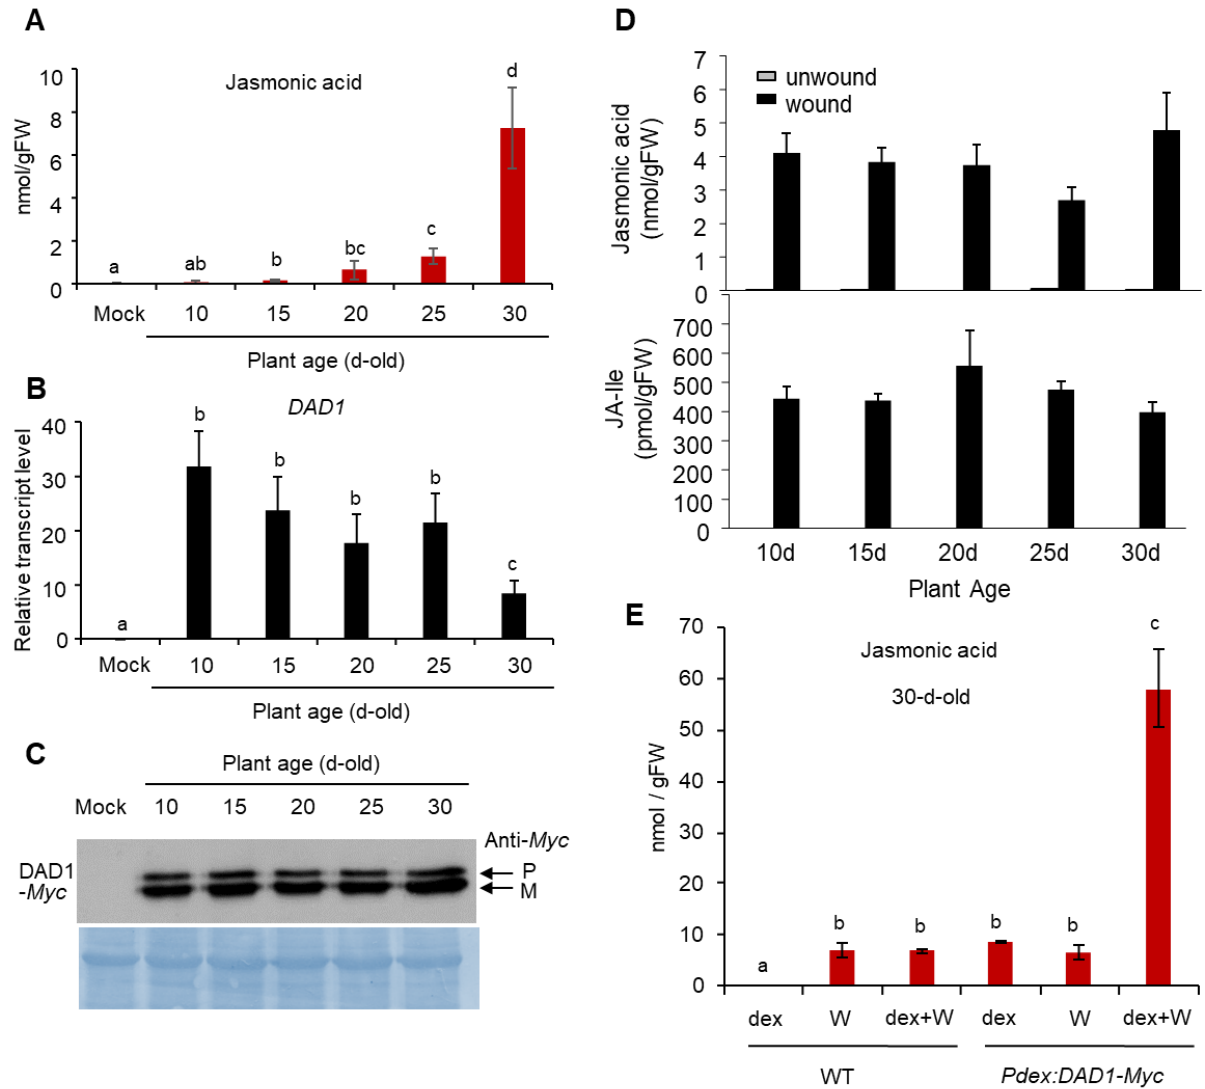 A
Jasmonic acid
nmol/gFW
10
8
6
4
2
0
a
ab
b
bc
c
d
Mock 10 15 20 25 30
Plant age (d-old)
B
DAD1
Relative transcript level
40
30
20
10
0
a
b
b
b
b
c
Mock 10 15 20 25 30
Plant age (d-old)
C
Plant age (d-old)
Mock 10 15 20 25 30
Anti-Myc
DAD1
-Myc
P
M
D
unwound
wound
Jasmonic acid
(nmol/gFW)
7
6
5
4
3
2
1
0
JA-Ile
(pmol/gFW)
0
700
600
500
400
300
200
100
0
10d 15d 20d 25d 30d
Plant Age
E
Jasmonic acid
30-d-old
nmol / gFW
70
60
50
40
30
20
10
0
a
b
b
b
b
c
dex W dex+W dex W dex+W
WT Pdex:DAD1-Myc